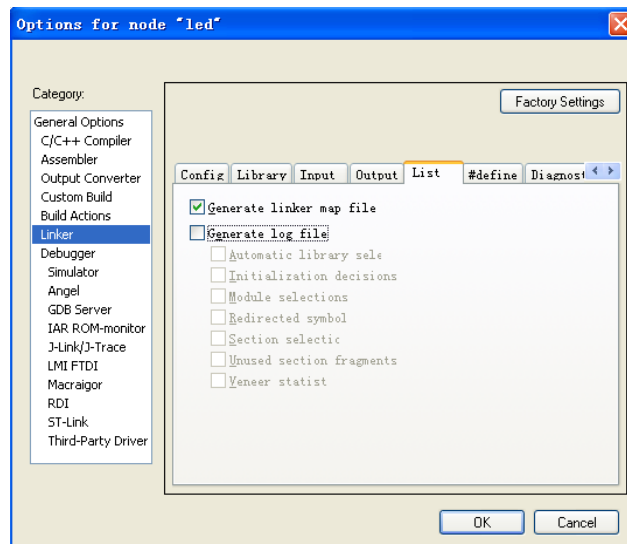 Options for node "led"
Category:
Factory Settings
General Options
C/C++ Compiler
Assembler
Output Converter
Custom Build
Build Actions
Linker
Debugger
Simulator
Angel
GDB Server
IAR ROM-monitor
J-Link/J-Trace
LMI FTDI
Macraigor
RDI
ST-Link
Third-Party Driver
Config Library Input Output List #define Diagnost
Generate linker map file
Generate log file
Automatic library sele
Initialization decisions
Module selections
Redirected symbol
Section selectic
Unused section fragments
Veneer statist
OK Cancel